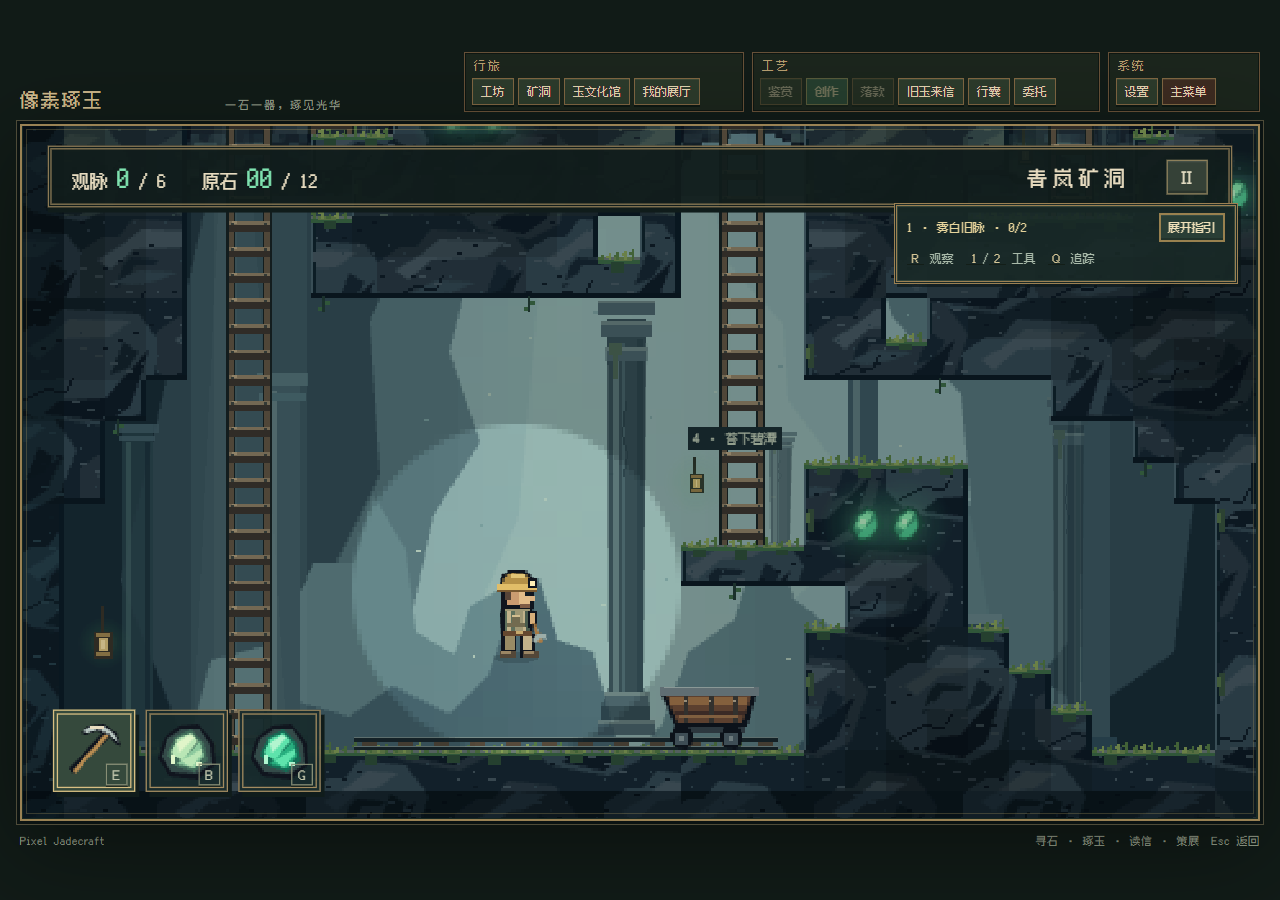 像素琢玉
一石一器，琢见光华
行旅
工坊 矿洞 玉文化馆 我的展厅
工艺
鉴赏 创作 落款 旧玉来信 行囊 委托
系统
设置 主菜单
观脉 0 / 6 原石 00 / 12
青岚矿洞 II
1 · 雾白旧脉 · 0/2 展开指引
R 观察 1 / 2 工具 Q 追踪
4 · 苔下碧潭
E B G
Pixel Jadecraft
寻石 · 琢玉 · 读信 · 策展 Esc 返回